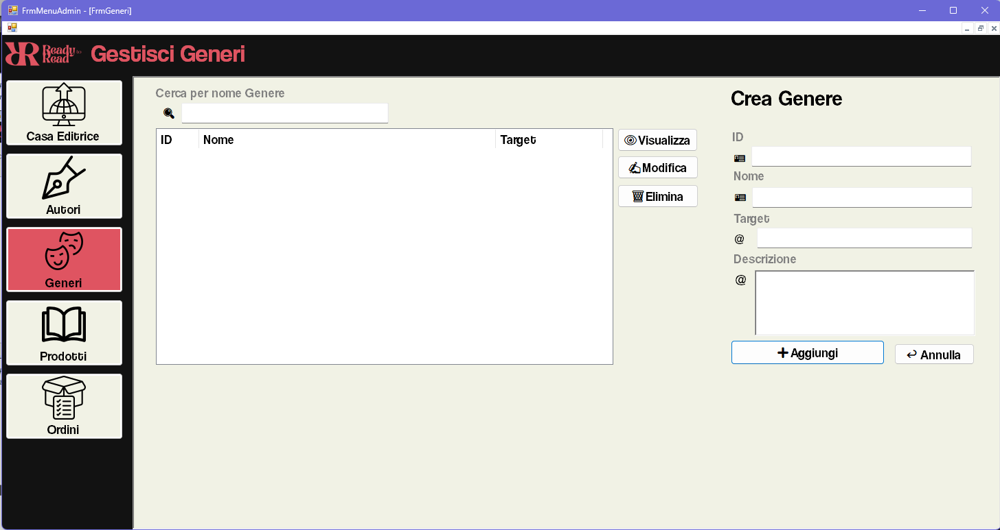 FrmMenuAdmin - [FrmGeneri]
Ready to
Read
Gestisci Generi
Casa Editrice
Autori
Generi
Prodotti
Ordini
Cerca per nome Genere
ID Nome Target
Visualizza
Modifica
Elimina
Crea Genere
ID
Nome
Target
@
Descrizione
@
Aggiungi
Annulla